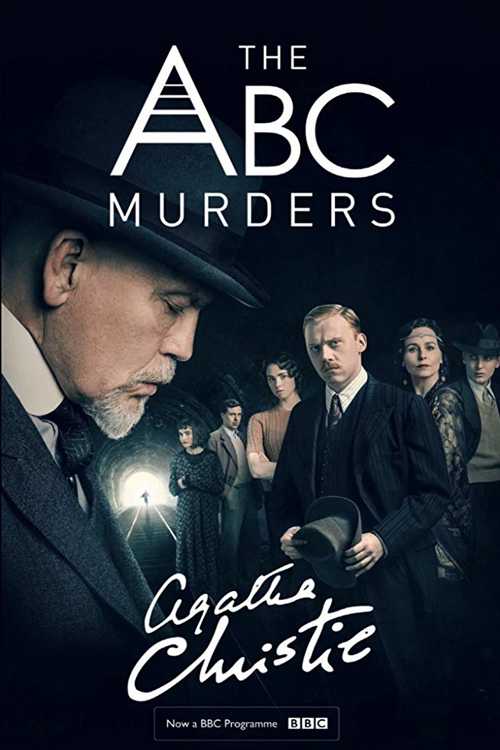 THE
ABC
MURDERS
Agatha
Christie
Now a BBC Programme BBC